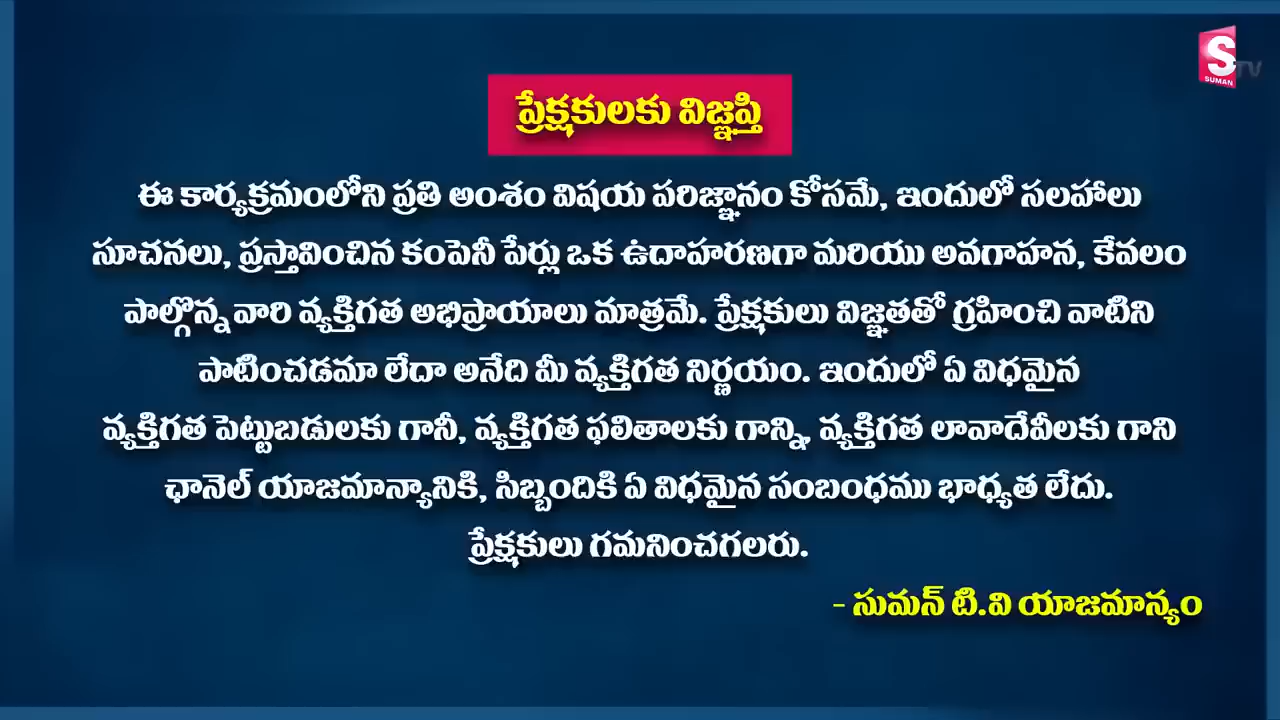 S
TV
SUMAN
ప్రేక్షకులకు విజ్ఞప్తి
ఈ కార్యక్రమంలోని ప్రతి అంశం విషయ పరిజ్ఞానం కోసమే, ఇందులో సలహాలు
సూచనలు, ప్రస్తావించిన కంపెనీ పేర్లు ఒక ఉదాహరణగా మరియు అవగాహన, కేవలం
పాల్గొన్న వారి వ్యక్తిగత అభిప్రాయాలు మాత్రమే. ప్రేక్షకులు విజ్ఞతతో గ్రహించి వాటిని
పాటించడమా లేదా అనేది మీ వ్యక్తిగత నిర్ణయం. ఇందులో ఏ విధమైన
వ్యక్తిగత పెట్టుబడులకు గానీ, వ్యక్తిగత ఫలితాలకు గాన్ని, వ్యక్తిగత లావాదేవీలకు గాని
ఛానెల్ యాజమాన్యానికి, సిబ్బందికి ఏ విధమైన సంబంధము భాధ్యత లేదు.
ప్రేక్షకులు గమనించగలరు.
- సుమన్ టి.వి యాజమాన్యం